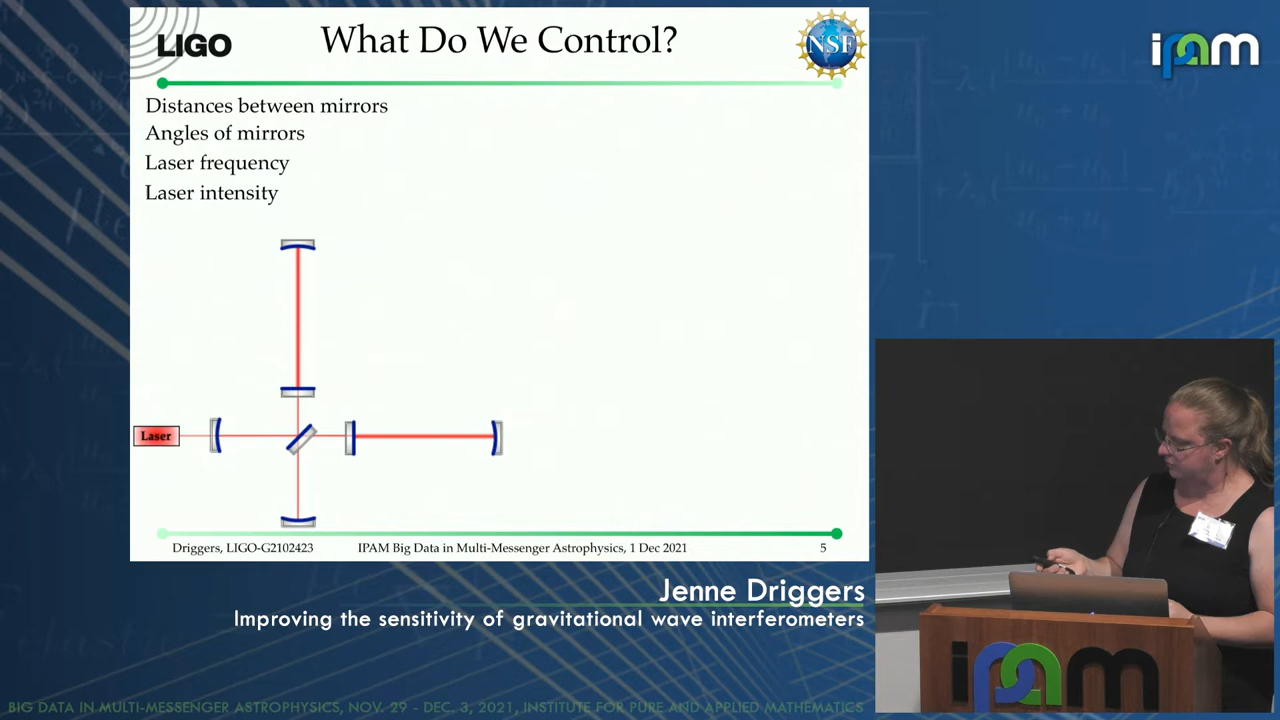 LIGO
What Do We Control?
NSF
ipam
Distances between mirrors
Angles of mirrors
Laser frequency
Laser intensity
Laser
Driggers, LIGO-G2102423
IPAM Big Data in Multi-Messenger Astrophysics, 1 Dec 2021
5
Jenne Driggers
Improving the sensitivity of gravitational wave interferometers
ipam
BIG DATA IN MULTI-MESSENGER ASTROPHYSICS, NOV. 29 - DEC. 3, 2021, INSTITUTE FOR PURE AND APPLIED MATHEMATICS